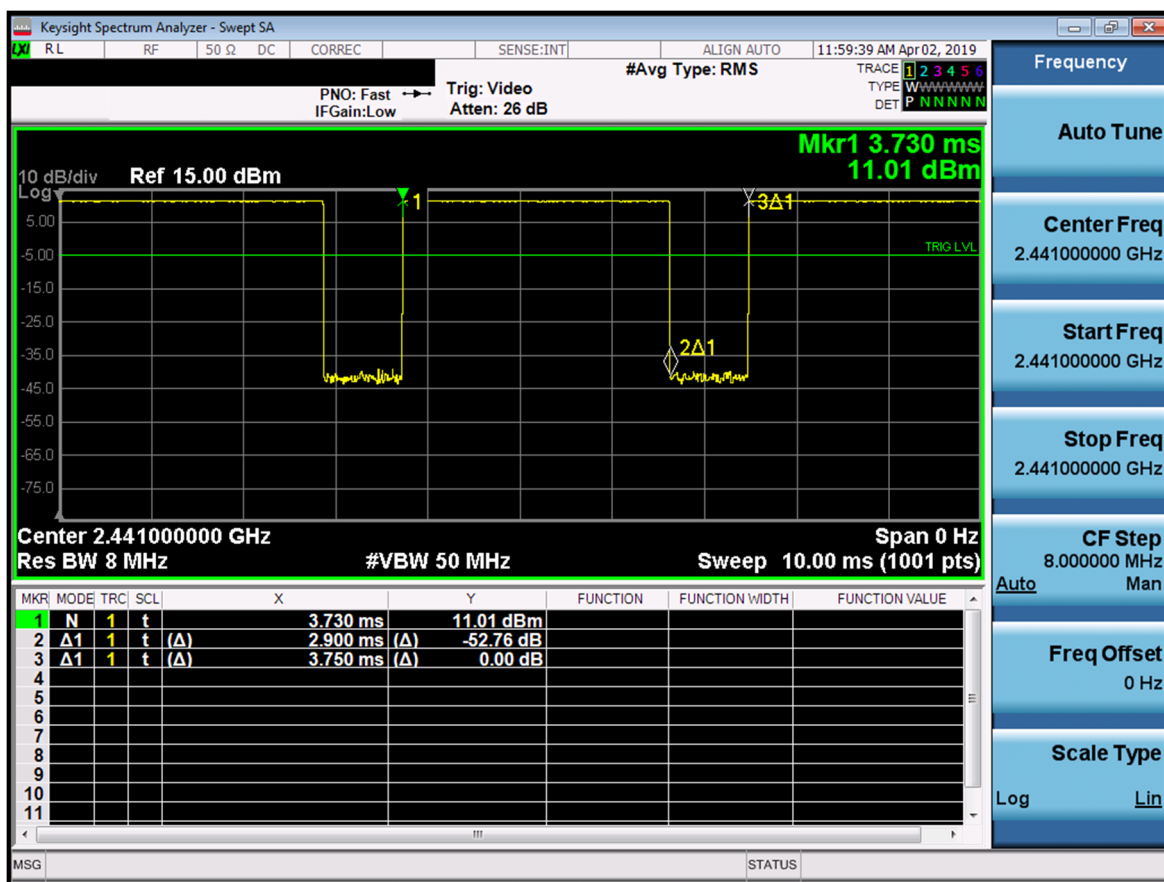 Keysight Spectrum Analyzer - Swept SA
LXI RL RF 50 Ω DC CORREC SENSE:INT ALIGN AUTO 11:59:39 AM Apr 02, 2019
PNO: Fast
IFGain:Low
Trig: Video
Atten: 26 dB
#Avg Type: RMS
TRACE 1 2 3 4 5 6
TYPE WWWWWW
DET P N N N N N
Mkr1 3.730 ms
11.01 dBm
10 dB/div Ref 15.00 dBm
Log
5.00
-5.00
-15.0
-25.0
-35.0
-45.0
-55.0
-65.0
-75.0
1
3Δ1
TRIG LVL
2Δ1
Center 2.441000000 GHz Span 0 Hz
Res BW 8 MHz #VBW 50 MHz Sweep 10.00 ms (1001 pts)
MKR MODE TRC SCL X Y FUNCTION FUNCTION WIDTH FUNCTION VALUE
1 N 1 t 3.730 ms 11.01 dBm
2 Δ1 1 t (Δ) 2.900 ms (Δ) -52.76 dB
3 Δ1 1 t (Δ) 3.750 ms (Δ) 0.00 dB
4
5
6
7
8
9
10
11
MSG STATUS
Frequency
Auto Tune
Center Freq
2.441000000 GHz
Start Freq
2.441000000 GHz
Stop Freq
2.441000000 GHz
CF Step
8.000000 MHz
Auto Man
Freq Offset
0 Hz
Scale Type
Log Lin